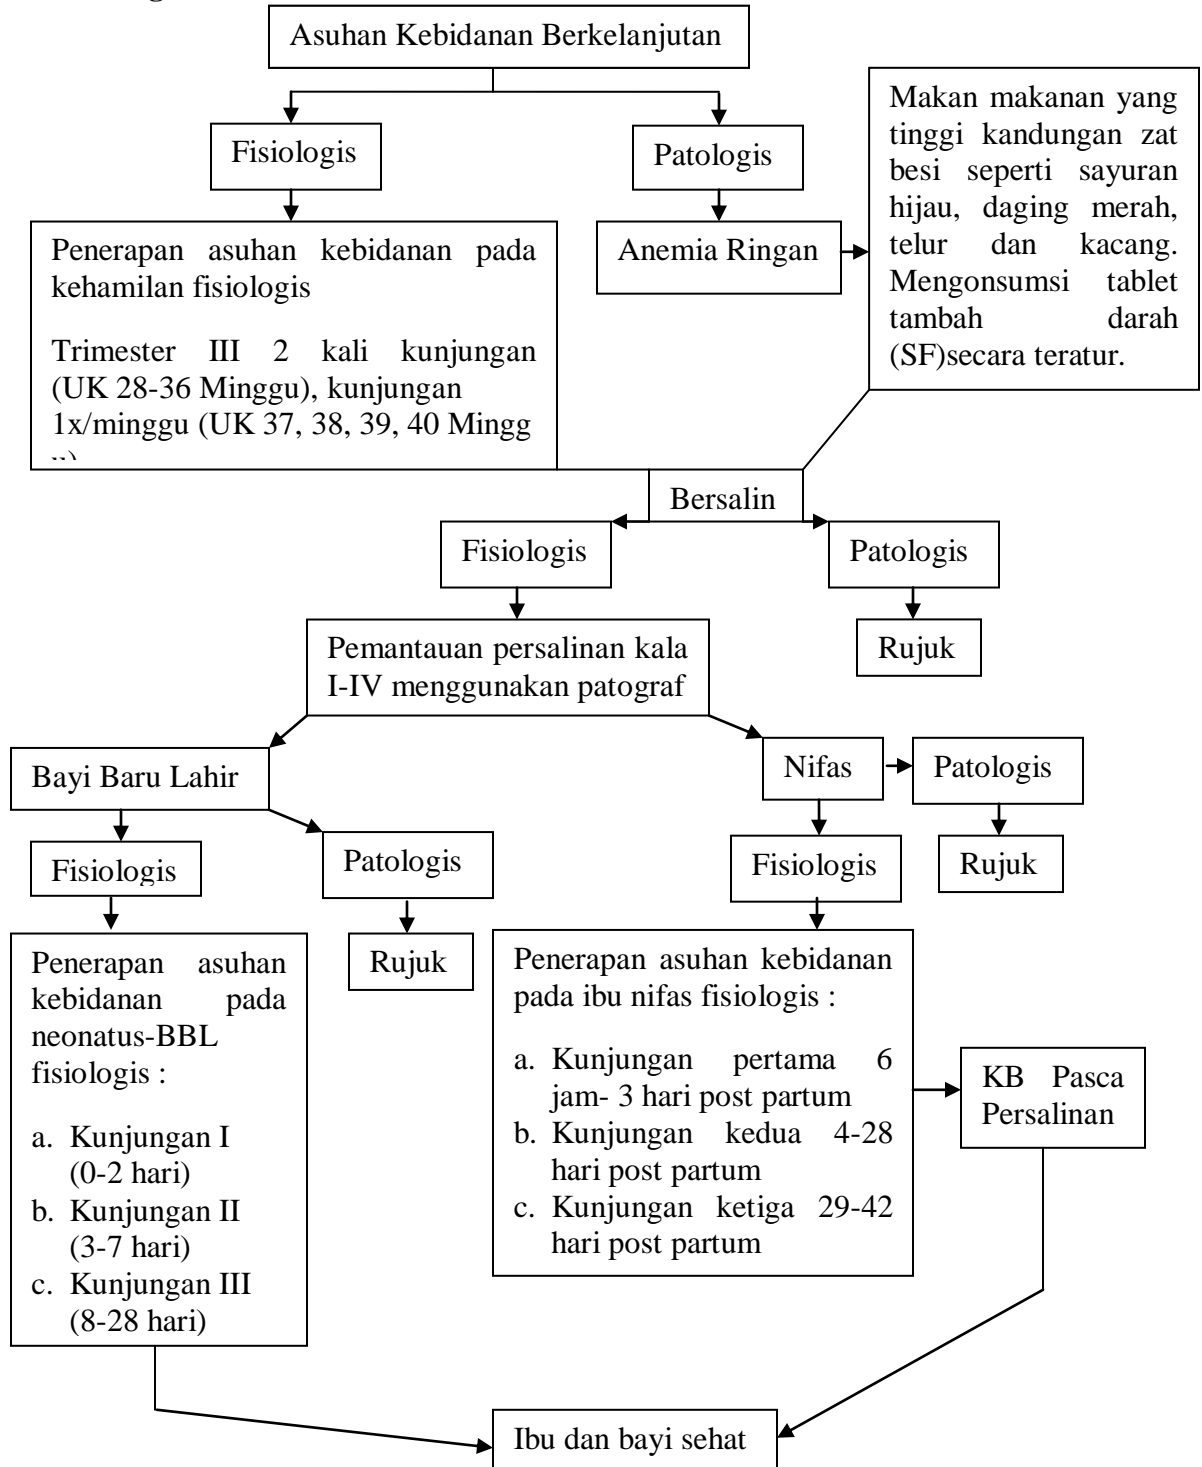 Asuhan Kebidanan Berkelanjutan
Fisiologis
Patologis
Makan makanan yang
tinggi kandungan zat
besi seperti sayuran
hijau, daging merah,
telur dan kacang.
Mengonsumsi tablet
tambah darah
(SF)secara teratur.
Penerapan asuhan kebidanan pada
kehamilan fisiologis
Trimester III 2 kali kunjungan
(UK 28-36 Minggu), kunjungan
1x/minggu (UK 37, 38, 39, 40 Mingg
u)
Anemia Ringan
Bersalin
Fisiologis
Patologis
Rujuk
Pemantauan persalinan kala
I-IV menggunakan patograf
Bayi Baru Lahir
Nifas
Patologis
Fisiologis
Patologis
Fisiologis
Rujuk
Penerapan asuhan
kebidanan pada
neonatus-BBL
fisiologis :
a. Kunjungan I
(0-2 hari)
b. Kunjungan II
(3-7 hari)
c. Kunjungan III
(8-28 hari)
Rujuk
Penerapan asuhan kebidanan
pada ibu nifas fisiologis :
a. Kunjungan pertama 6
jam- 3 hari post partum
b. Kunjungan kedua 4-28
hari post partum
c. Kunjungan ketiga 29-42
hari post partum
KB Pasca
Persalinan
Ibu dan bayi sehat